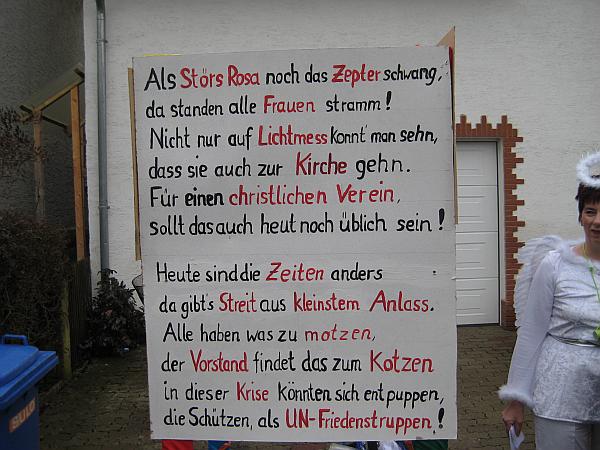 Als Störs Rosa noch das Zepter schwang,
da standen alle Frauen stramm!
Nicht nur auf Lichtmess konnt' man sehn,
dass sie auch zur Kirche gehn.
Für einen christlichen Verein,
sollt das auch heut noch üblich sein!
Heute sind die Zeiten anders
da gibt's Streit aus kleinstem Anlass.
Alle haben was zu motzen,
der Vorstand findet das zum Kotzen
in dieser Krise könnten sich entpuppen,
die Schützen, als UN-Friedenstruppen!
SULO